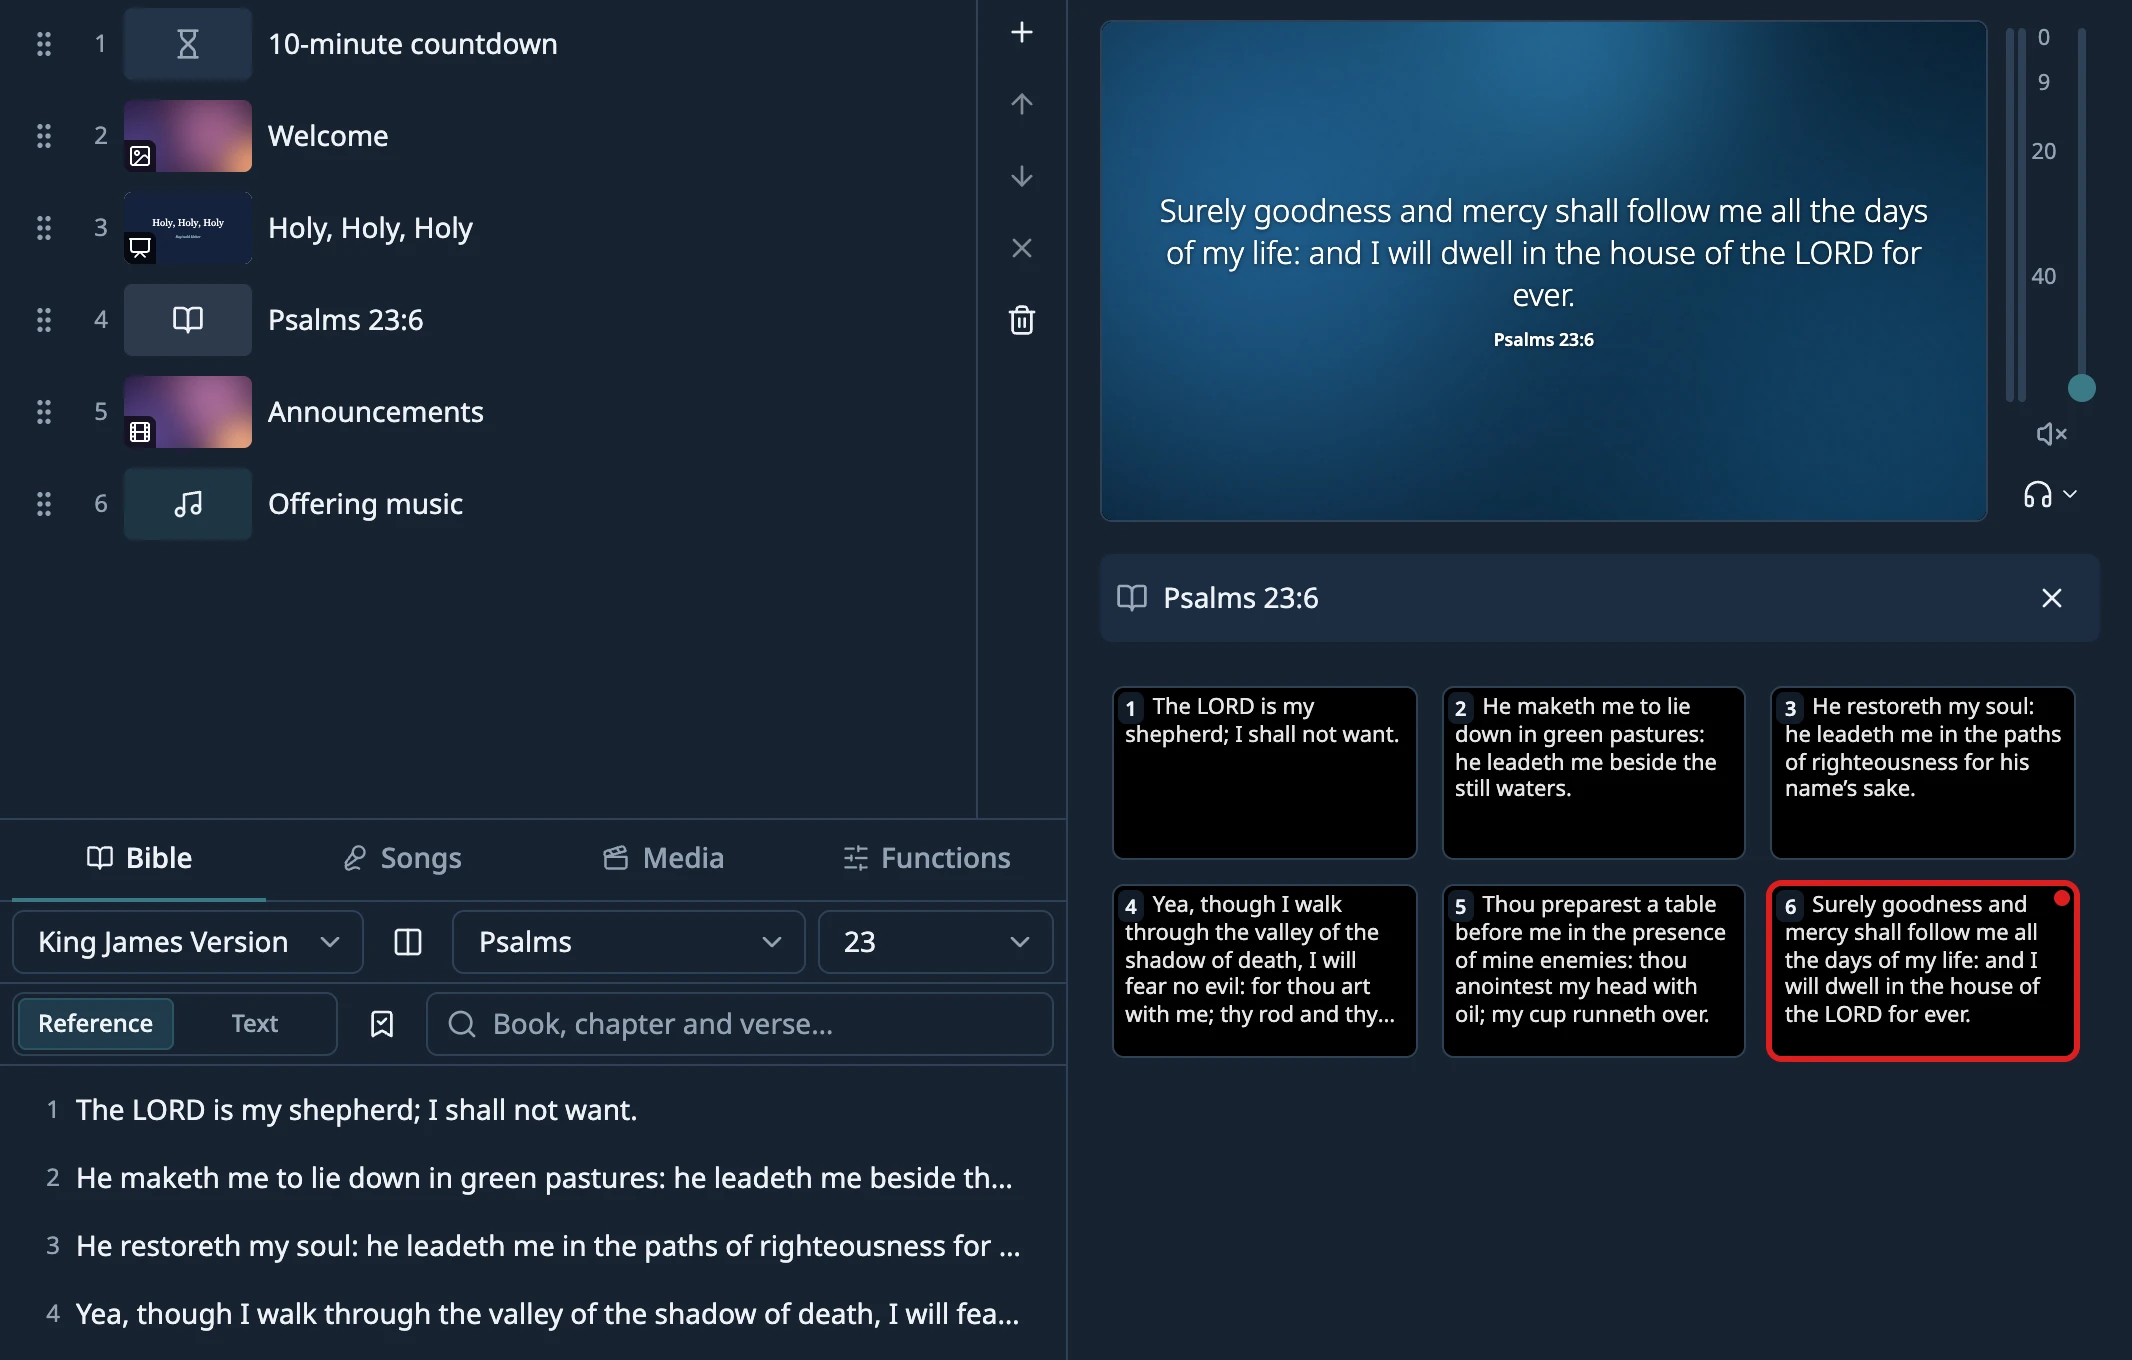 1 10-minute countdown
2 Welcome
Holy, Holy, Holy
3 Holy, Holy, Holy
4 Psalms 23:6
5 Announcements
6 Offering music
Bible Songs Media Functions
King James Version Psalms 23
Reference Text Book, chapter and verse...
1 The LORD is my shepherd; I shall not want.
2 He maketh me to lie down in green pastures: he leadeth me beside th...
3 He restoreth my soul: he leadeth me in the paths of righteousness for ...
4 Yea, though I walk through the valley of the shadow of death, I will fea...
Surely goodness and mercy shall follow me all the days
of my life: and I will dwell in the house of the LORD for
ever.
Psalms 23:6
0
9
20
40
Psalms 23:6
1 The LORD is my
shepherd; I shall not want.
2 He maketh me to lie
down in green pastures:
he leadeth me beside the
still waters.
3 He restoreth my soul:
he leadeth me in the paths
of righteousness for his
name’s sake.
4 Yea, though I walk
through the valley of the
shadow of death, I will
fear no evil: for thou art
with me; thy rod and thy...
5 Thou preparest a table
before me in the presence
of mine enemies: thou
anointest my head with
oil; my cup runneth over.
6 Surely goodness and
mercy shall follow me all
the days of my life: and I
will dwell in the house of
the LORD for ever.